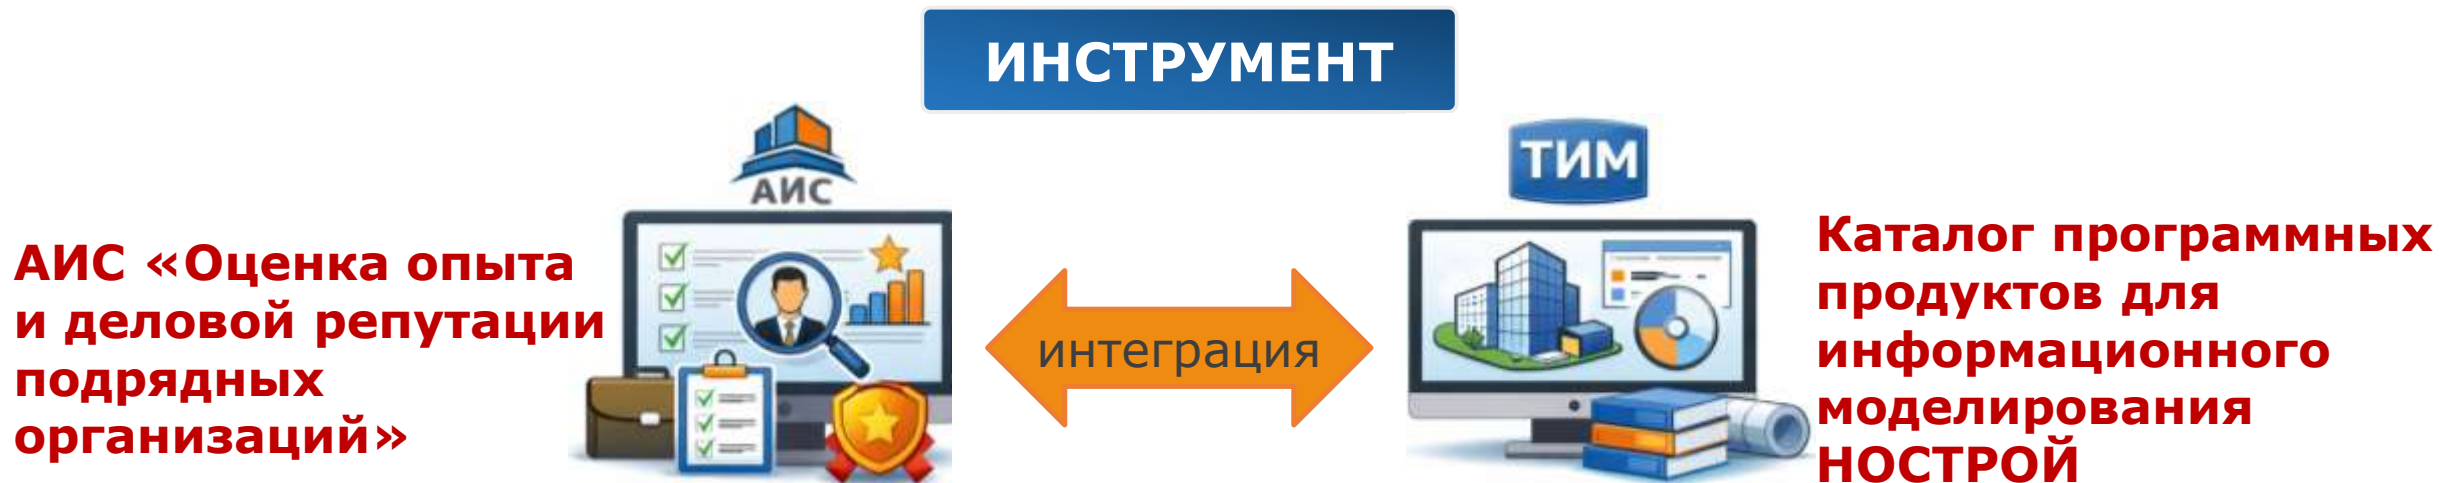 ИНСТРУМЕНТ
АИС
ТИМ
АИС «Оценка опыта
и деловой репутации
подрядных
организаций»
интеграция
Каталог программных
продуктов для
информационного
моделирования
НОСТРОЙ